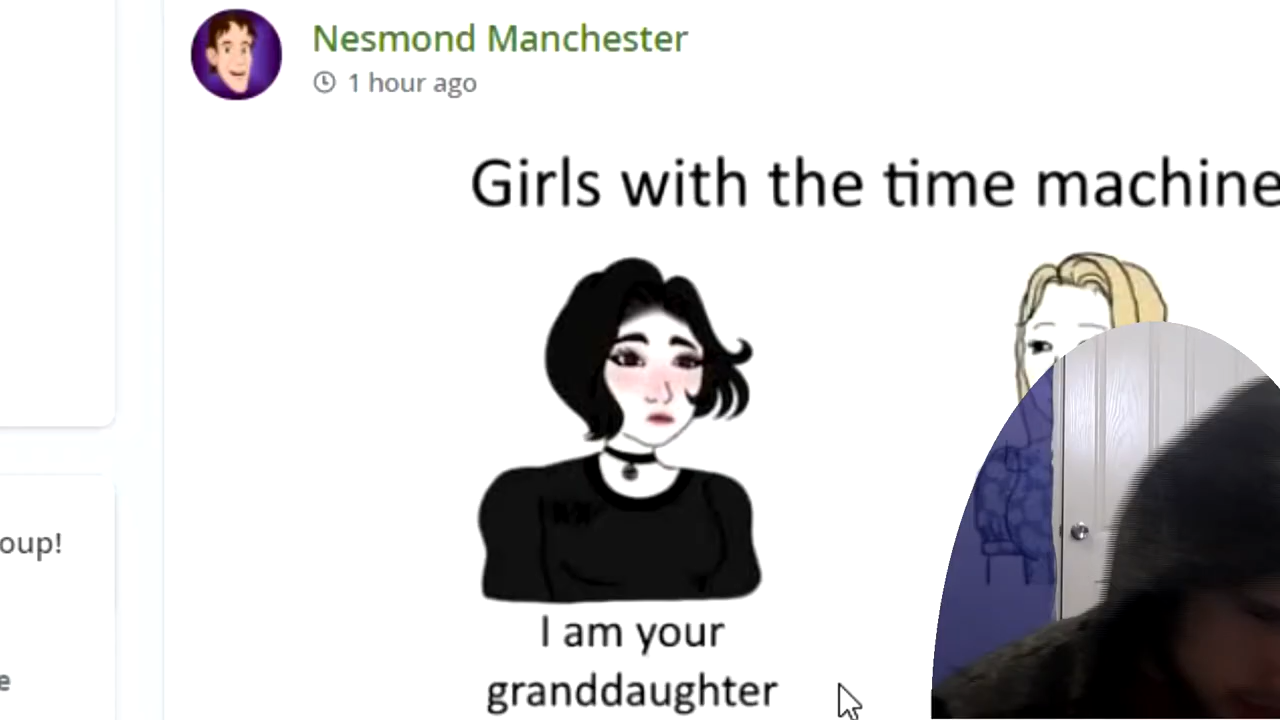 Nesmond Manchester
1 hour ago
Girls with the time machine
I am your
granddaughter
oup!
e